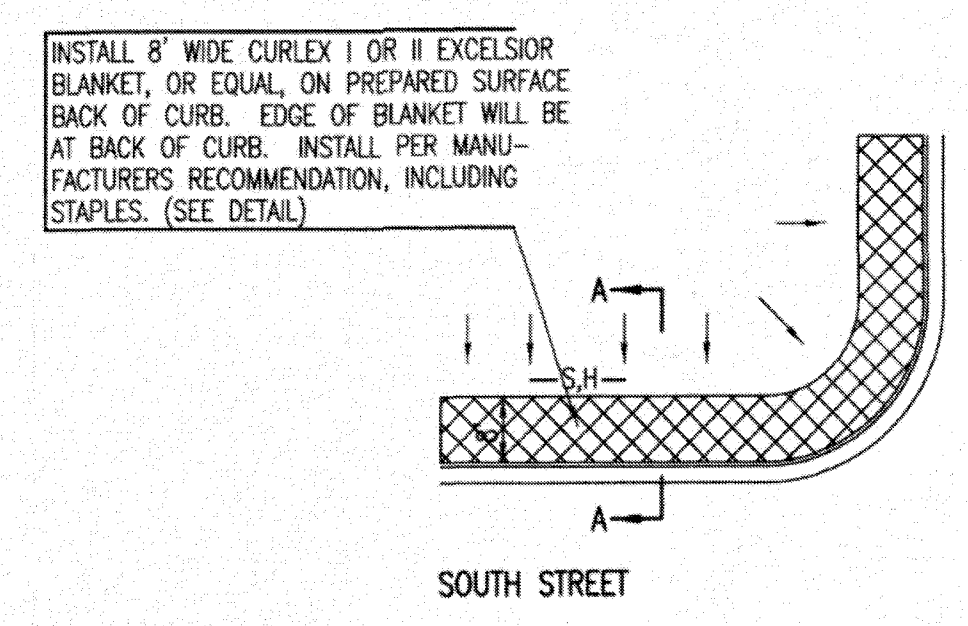 INSTALL 8' WIDE CURLEX I OR II EXCELSIOR
BLANKET, OR EQUAL, ON PREPARED SURFACE
BACK OF CURB. EDGE OF BLANKET WILL BE
AT BACK OF CURB. INSTALL PER MANU-
FACTURERS RECOMMENDATION, INCLUDING
STAPLES. (SEE DETAIL)
A
S,H
8'
A
SOUTH STREET